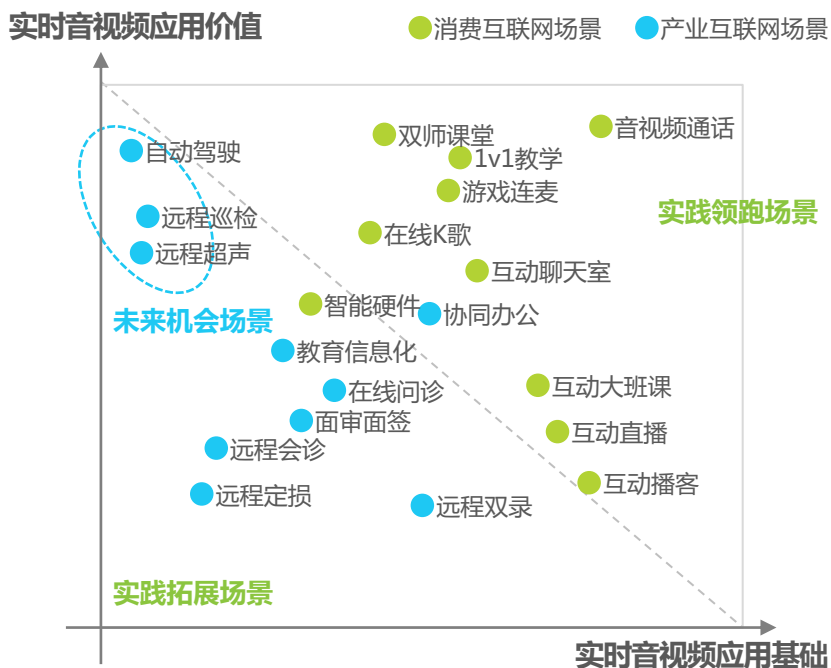 实时音视频应用价值
消费互联网场景
产业互联网场景
音视频通话
双师课堂
自动驾驶
1v1教学
游戏连麦
实践领跑场景
远程巡检
在线K歌
远程超声
互动聊天室
智能硬件
协同办公
未来机会场景
教育信息化
互动大班课
在线问诊
面审面签
互动直播
远程会诊
互动播客
远程定损
远程双录
实践拓展场景
实时音视频应用基础